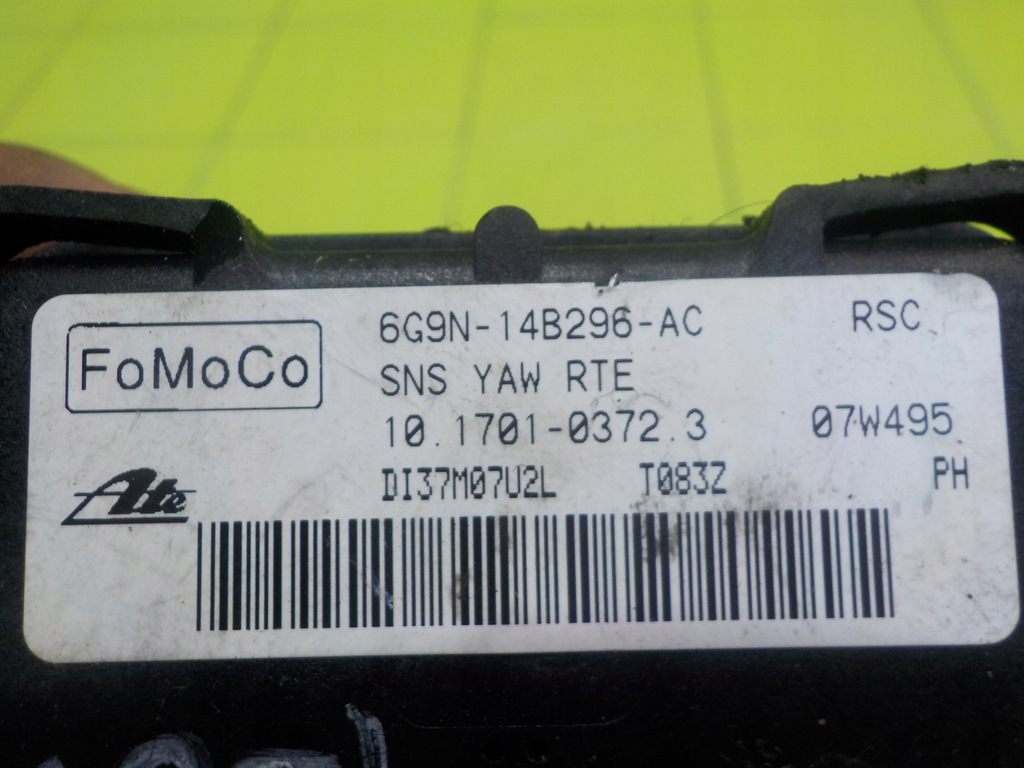 FoMoCo
6G9N-14B296-AC RSC
SNS YAW RTE
10.1701-0372.3 07W495
DI37M07U2L T083Z PH
Ate